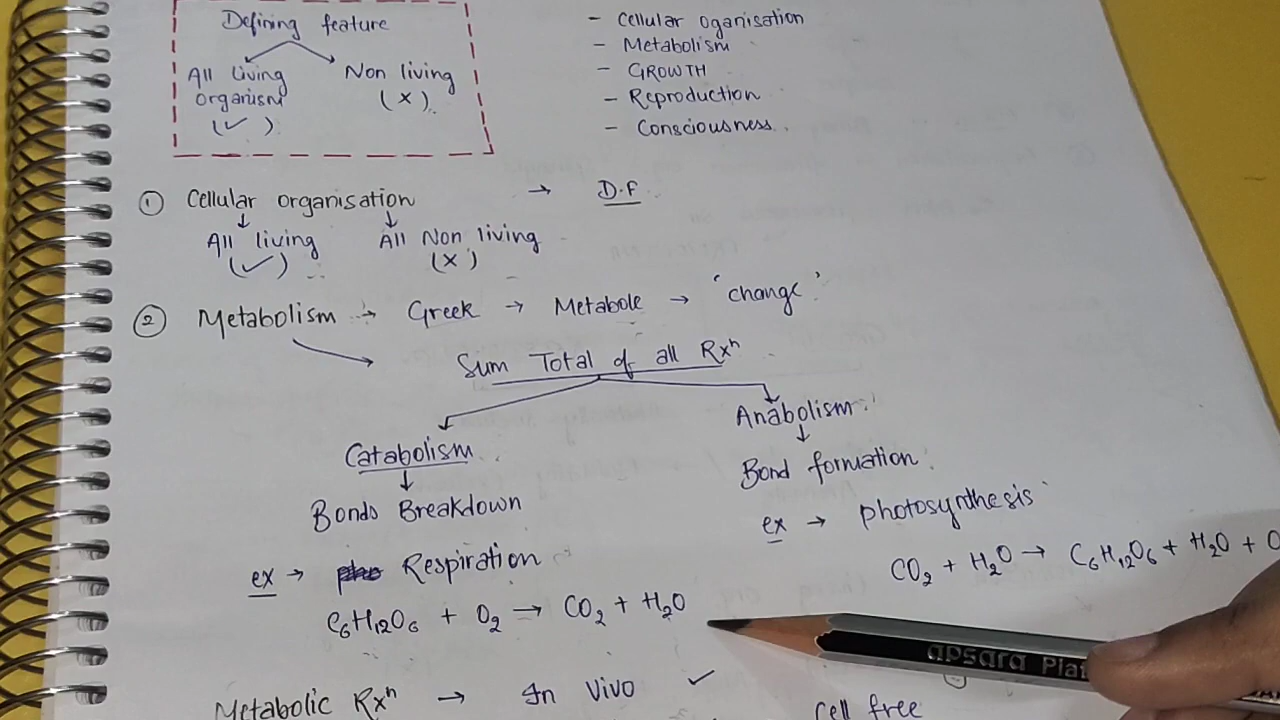 Defining feature
All living organism (✓)
Non living (×)
- Cellular Oganisation
- Metabolism
- GROWTH
- Reproduction
- Consciousness
① Cellular organisation → D.F
↓ ↓
All living All Non living
(✓) (×)
② Metabolism → Greek → Metabole → 'change'
Sum Total of all Rxⁿ
Catabolism
↓
Bonds Breakdown
ex → Respiration
C₆H₁₂O₆ + O₂ → CO₂ + H₂O
Anabolism
↓
Bond formation
ex → photosynthesis
CO₂ + H₂O → C₆H₁₂O₆ + H₂O + O
Metabolic Rxⁿ → In Vivo ✓
Cell free
apsara Pla